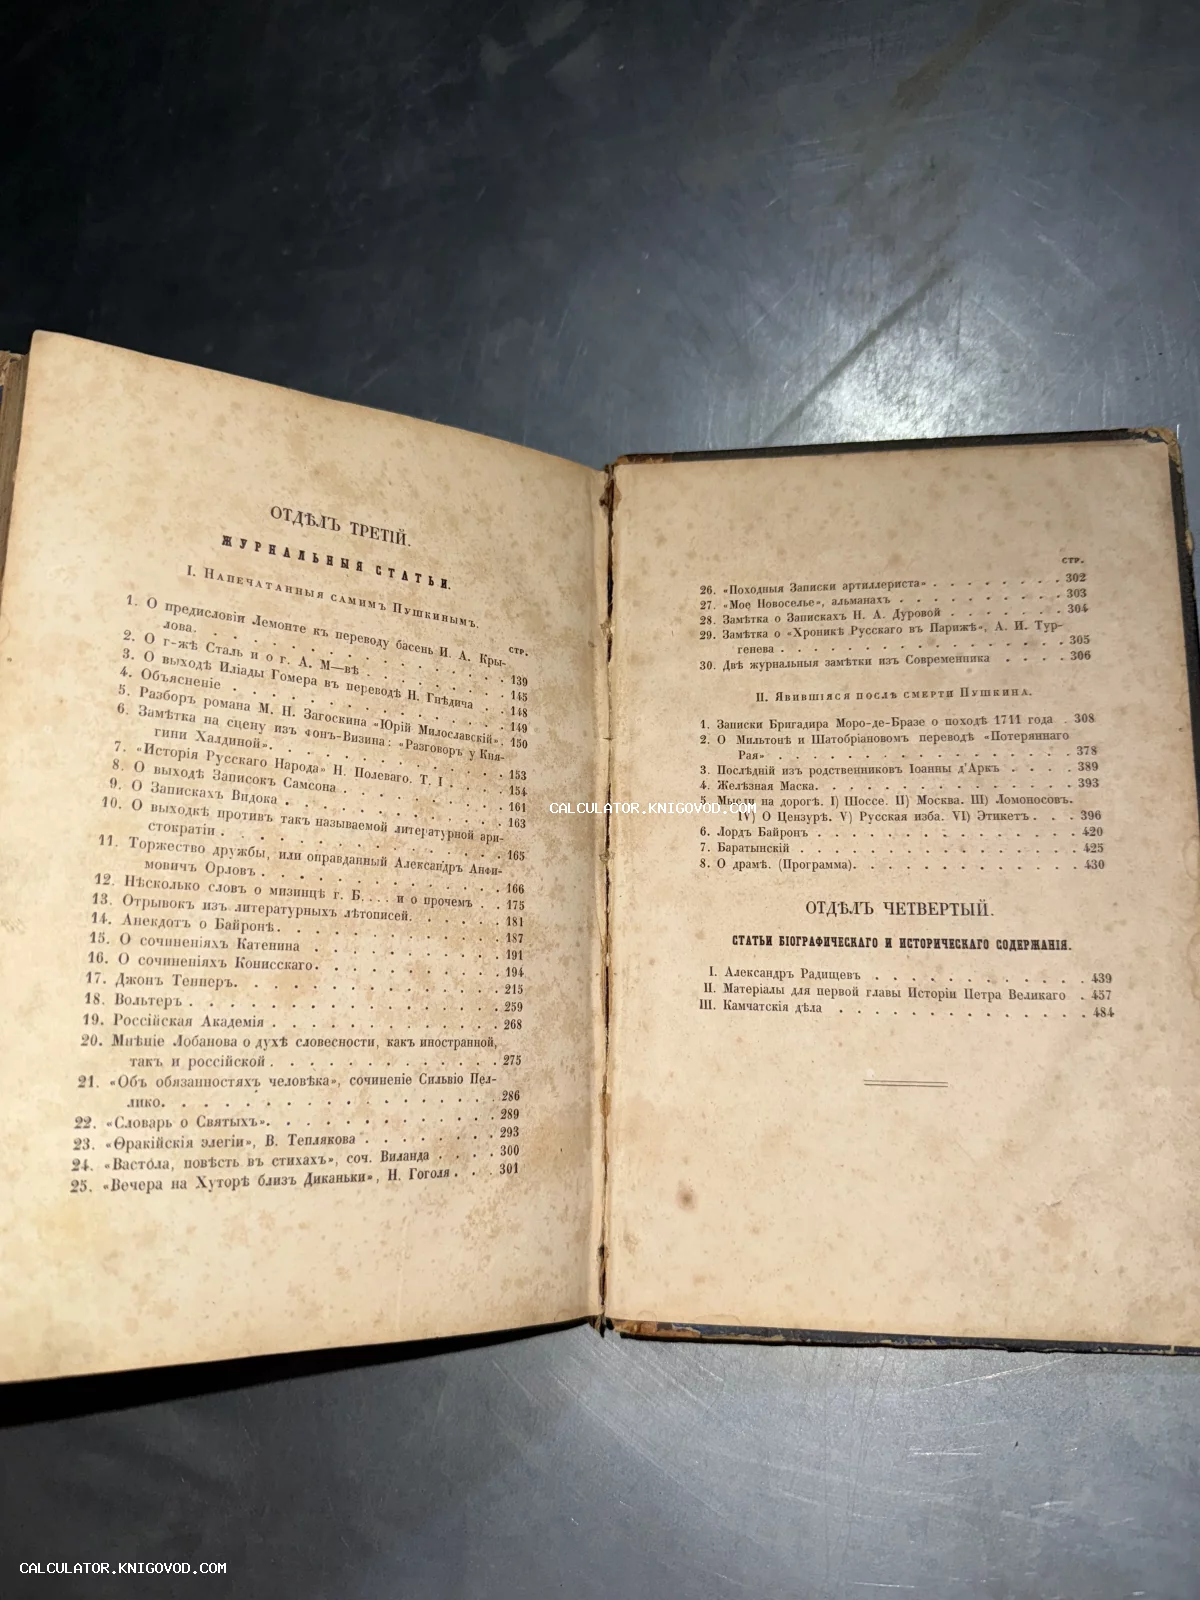 ОТДѢЛЪ ТРЕТІЙ.
ЖУРНАЛЬНЫЯ СТАТЬИ.
I. Напечатанныя самимъ Пушкинымъ.
СТР.
1. О предисловіи Лемонте къ переводу басень И. А. Кры-
лова. 139
2. О г-жѣ Сталь и о г. А. М—вѣ 145
3. О выходѣ Иліады Гомера въ переводѣ Н. Гнѣдича 148
4. Объясненіе 149
5. Разборъ романа М. Н. Загоскина «Юрій Милославскій». 150
6. Замѣтка на сцену изъ Фонъ-Визина: «Разговоръ у Кня-
гини Халдиной». 153
7. «Исторія Русскаго Народа» Н. Полеваго. Т. I 154
8. О выходѣ Записокъ Самсона 161
9. О Запискахъ Видока 163
10. О выходкѣ противъ такъ называемой литературной ари-
стократіи 165
11. Торжество дружбы, или оправданный Александръ Анфи-
мовичъ Орловъ 166
12. Нѣсколько словъ о мизинцѣ г. Б. . . . и о прочемъ 175
13. Отрывокъ изъ литературныхъ лѣтописей. 181
14. Анекдотъ о Байронѣ. 187
15. О сочиненіяхъ Катенина 191
16. О сочиненіяхъ Конисскаго. 194
17. Джонъ Теннеръ. 215
18. Вольтеръ 259
19. Россійская Академія 268
20. Мнѣніе Лобанова о духѣ словесности, какъ иностранной,
такъ и россійской 275
21. «Объ обязанностяхъ человѣка», сочиненіе Сильвіо Пел-
лико. 286
22. «Словарь о Святыхъ». 289
23. «Ѳракійскія элегіи», В. Теплякова 293
24. «Вастола, повѣсть въ стихахъ», соч. Виланда 300
25. «Вечера на Хуторѣ близъ Диканьки», Н. Гоголя 301
СТР.
26. «Походныя Записки артиллериста» 302
27. «Мое Новоселье», альманахъ 303
28. Замѣтка о Запискахъ Н. А. Дуровой 304
29. Замѣтка о «Хроникѣ Русскаго въ Парижѣ», А. И. Тур-
генева 305
30. Двѣ журнальныя замѣтки изъ Современника 306
II. Явившіяся послѣ смерти Пушкина.
1. Записки Бригадира Моро-де-Бразе о походѣ 1711 года 308
2. О Мильтонѣ и Шатобріановомъ переводѣ «Потеряннаго
Рая» 378
3. Послѣдній изъ родственниковъ Іоанны д'Аркъ 389
4. Желѣзная Маска. 393
5. Мысли на дорогѣ. I) Шоссе. II) Москва. III) Ломоносовъ.
IV) О Цензурѣ. V) Русская изба. VI) Этикетъ. 396
6. Лордъ Байронъ 420
7. Баратынскій 425
8. О драмѣ. (Программа). 430
ОТДѢЛЪ ЧЕТВЕРТЫЙ.
СТАТЬИ БІОГРАФИЧЕСКАГО И ИСТОРИЧЕСКАГО СОДЕРЖАНІЯ.
I. Александръ Радищевъ 439
II. Матеріалы для первой главы Исторіи Петра Великаго 457
III. Камчатскія дѣла 484
CALCULATOR.KNIGOVOD.COM
CALCULATOR.KNIGOVOD.COM